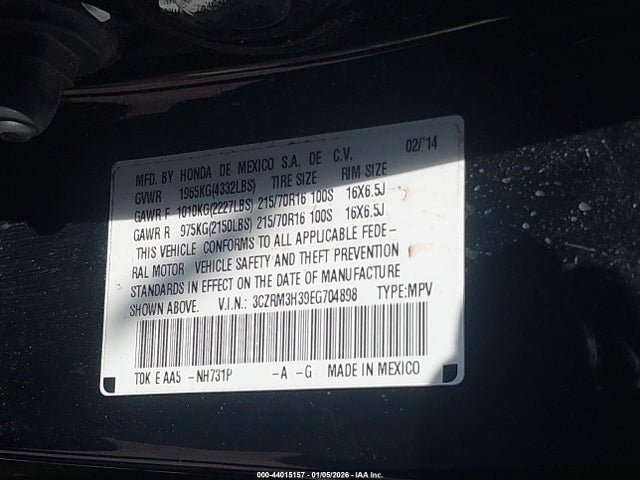 MFD. BY HONDA DE MEXICO S.A. DE C.V. 02/'14
GVWR 1965KG(4332LBS) TIRE SIZE RIM SIZE
GAWR F 1010KG(2227LBS) 215/70R16 100S 16X6.5J
GAWR R 975KG(2150LBS) 215/70R16 100S 16X6.5J
THIS VEHICLE CONFORMS TO ALL APPLICABLE FEDE-
RAL MOTOR VEHICLE SAFETY AND THEFT PREVENTION
STANDARDS IN EFFECT ON THE DATE OF MANUFACTURE
SHOWN ABOVE. V.I.N.: 3CZRM3H39EG704898 TYPE:MPV
T0K E AA5 -NH731P -A -G MADE IN MEXICO
000-44015157 - 01/05/2026 - IAA Inc.